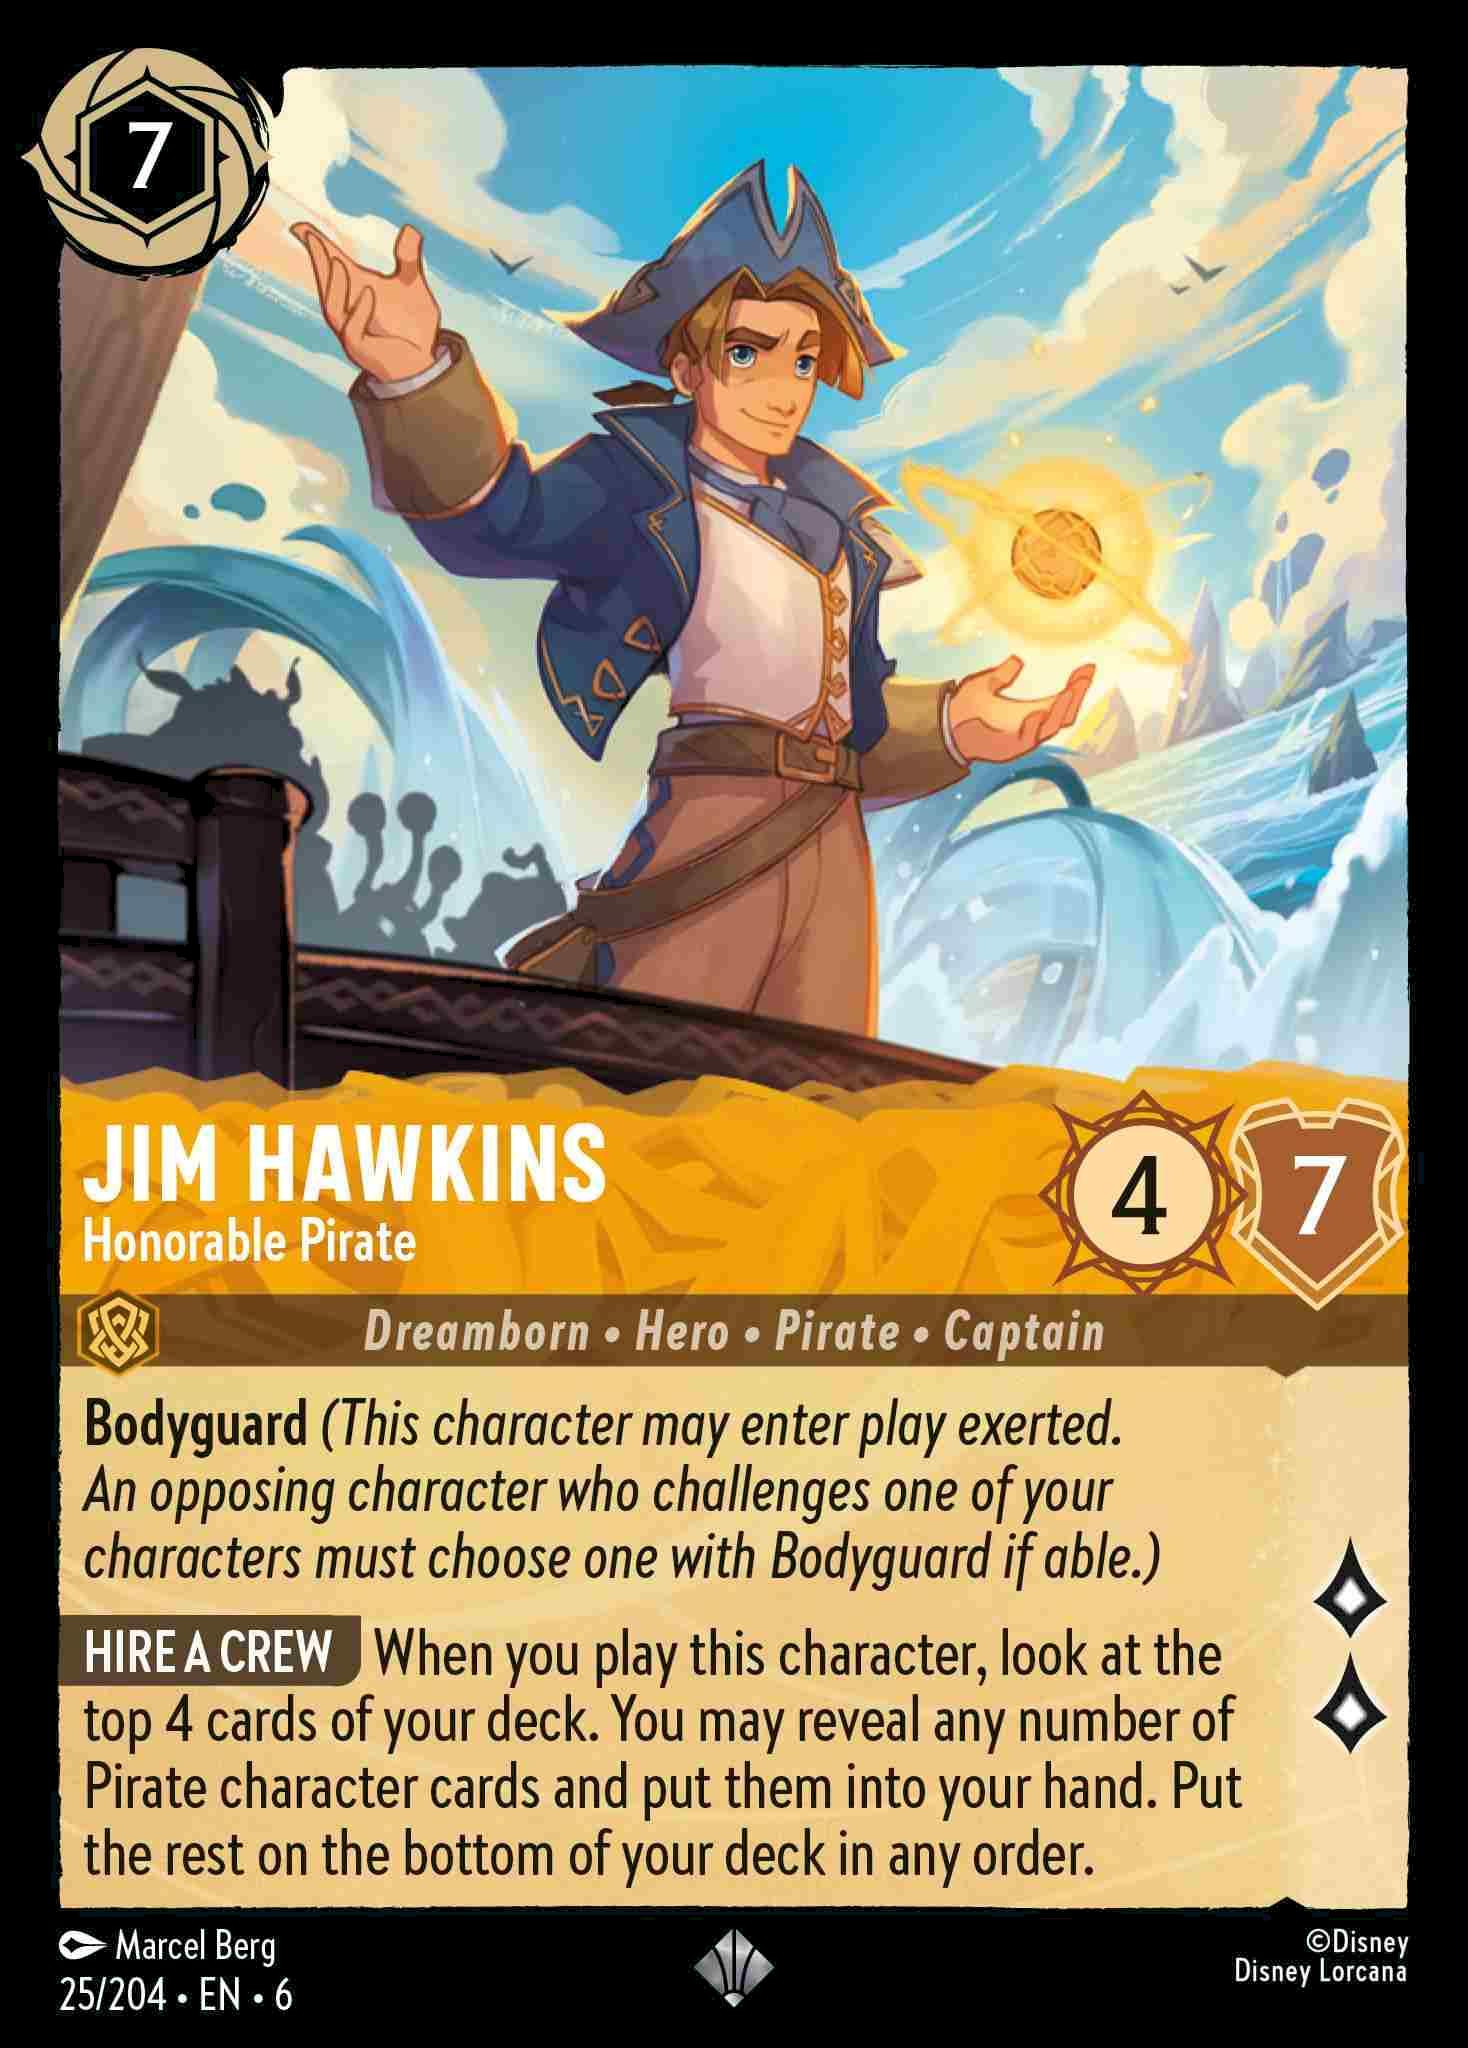 7
JIM HAWKINS
Honorable Pirate
4
7
Dreamborn • Hero • Pirate • Captain
Bodyguard (This character may enter play exerted.
An opposing character who challenges one of your
characters must choose one with Bodyguard if able.)
HIRE A CREW When you play this character, look at the
top 4 cards of your deck. You may reveal any number of
Pirate character cards and put them into your hand. Put
the rest on the bottom of your deck in any order.
Marcel Berg
25/204 • EN • 6
©Disney
Disney Lorcana